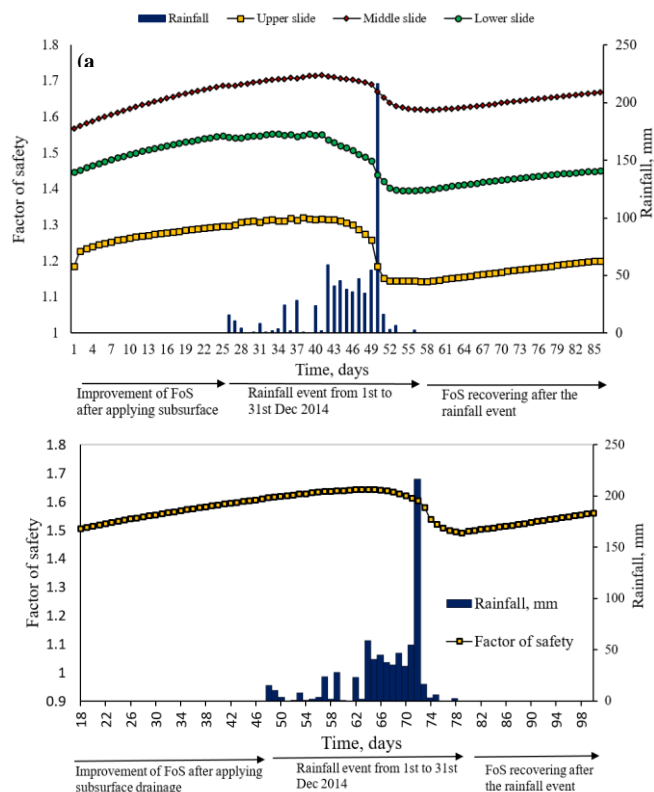 Rainfall Upper slide Middle slide Lower slide
(a
1.8
1.7
1.6
1.5
1.4
1.3
1.2
1.1
1
Factor of safety
250
200
150
100
50
0
Rainfall, mm
1 4 7 10 13 16 19 22 25 28 31 34 37 40 43 46 49 52 55 58 61 64 67 70 73 76 79 82 85
Time, days
Improvement of FoS
after applying subsurface
Rainfall event from 1st to
31st Dec 2014
FoS recovering after the
rainfall event
1.8
1.7
1.6
1.5
1.4
1.3
1.2
1.1
1
0.9
Factor of safety
250
200
150
100
50
0
Rainfall, mm
Rainfall, mm
Factor of safety
18 22 26 30 34 38 42 46 50 54 58 62 66 70 74 78 82 86 90 94 98
Time, days
Improvement of FoS after applying
subsurface drainage
Rainfall event from 1st to 31st
Dec 2014
FoS recovering after
the rainfall event